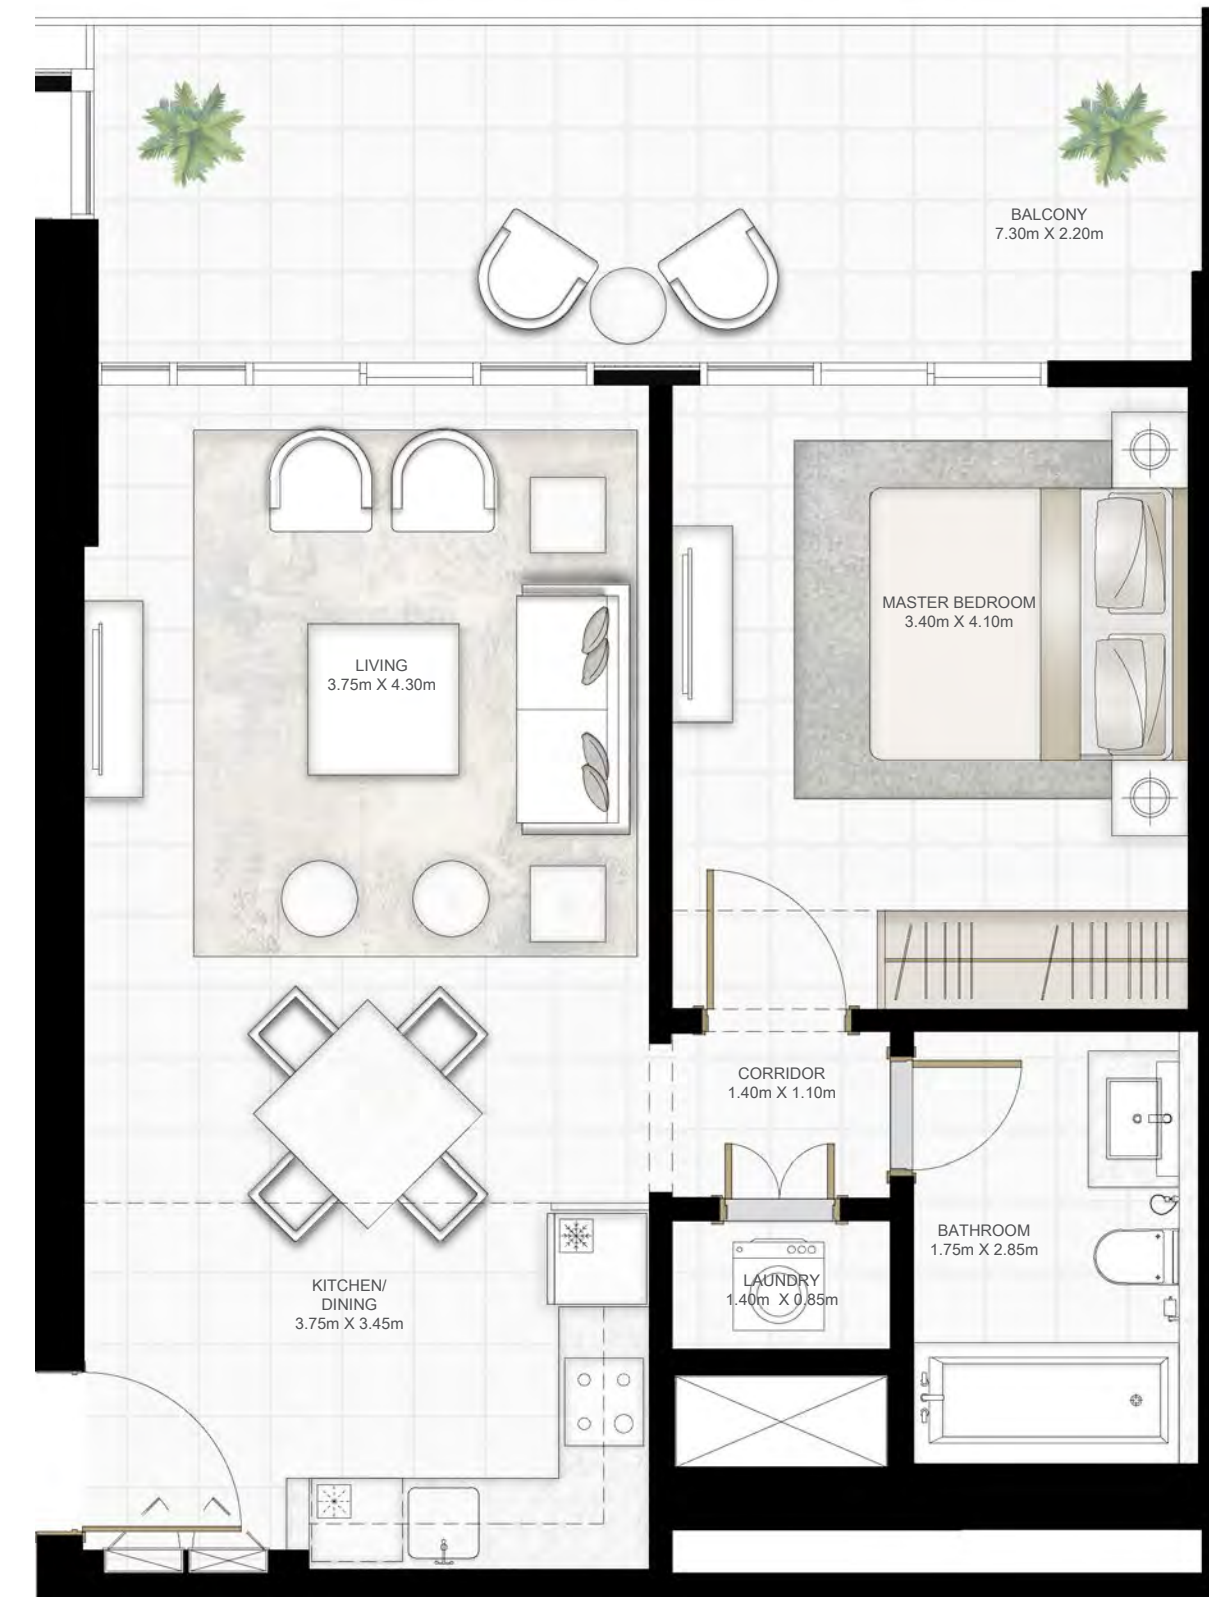 BALCONY
7.30m X 2.20m
MASTER BEDROOM
3.40m X 4.10m
LIVING
3.75m X 4.30m
CORRIDOR
1.40m X 1.10m
BATHROOM
1.75m X 2.85m
LAUNDRY
1.40m X 0.85m
KITCHEN/
DINING
3.75m X 3.45m